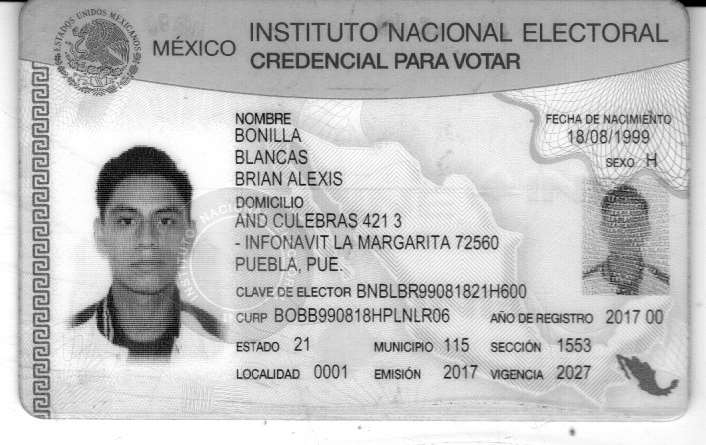 ESTADOS UNIDOS MEXICANOS
MÉXICO INSTITUTO NACIONAL ELECTORAL
CREDENCIAL PARA VOTAR
NOMBRE
BONILLA
BLANCAS
BRIAN ALEXIS
FECHA DE NACIMIENTO
18/08/1999
SEXO H
DOMICILIO
AND CULEBRAS 421 3
- INFONAVIT LA MARGARITA 72560
PUEBLA, PUE.
CLAVE DE ELECTOR BNBLBR99081821H600
CURP BOBB990818HPLNLR06 AÑO DE REGISTRO 2017 00
ESTADO 21 MUNICIPIO 115 SECCIÓN 1553
LOCALIDAD 0001 EMISIÓN 2017 VIGENCIA 2027